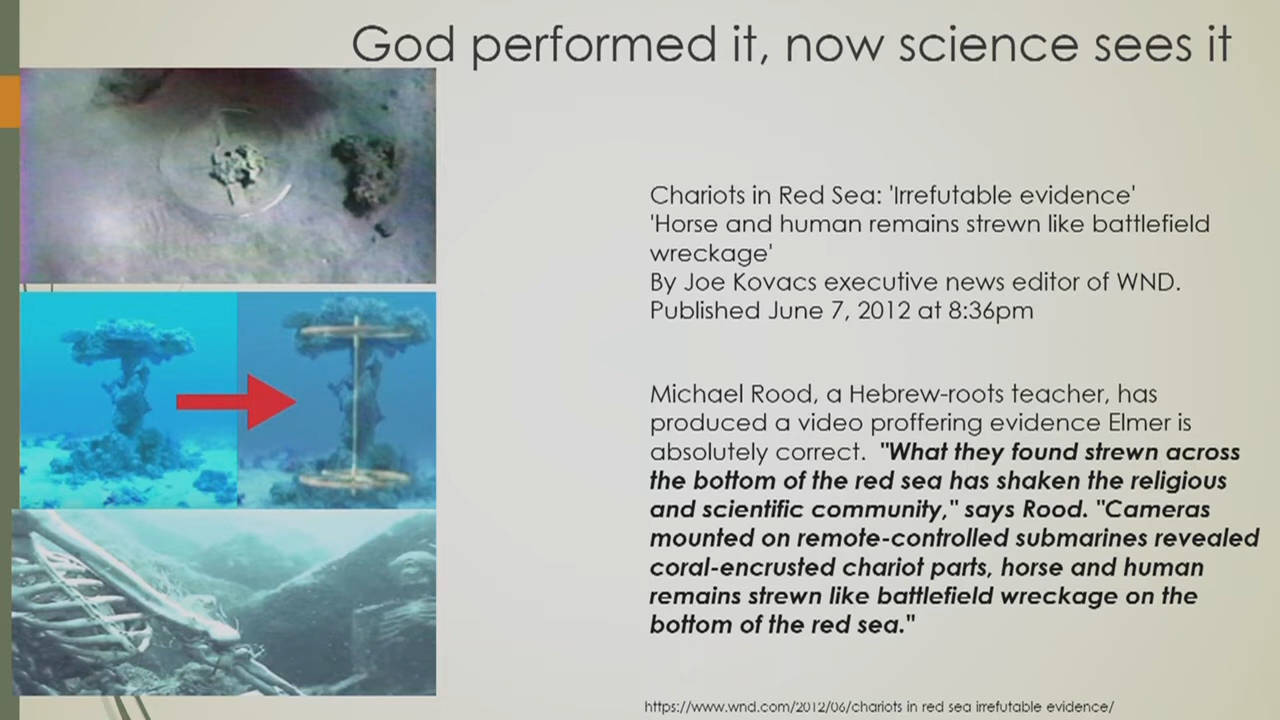 God performed it, now science sees it
Chariots in Red Sea: 'Irrefutable evidence'
'Horse and human remains strewn like battlefield
wreckage'
By Joe Kovacs executive news editor of WND.
Published June 7, 2012 at 8:36pm
Michael Rood, a Hebrew-roots teacher, has
produced a video proffering evidence Elmer is
absolutely correct.  "What they found strewn across
the bottom of the red sea has shaken the religious
and scientific community," says Rood. "Cameras
mounted on remote-controlled submarines revealed
coral-encrusted chariot parts, horse and human
remains strewn like battlefield wreckage on the
bottom of the red sea."
https://www.wnd.com/2012/06/chariots in red sea irrefutable evidence/